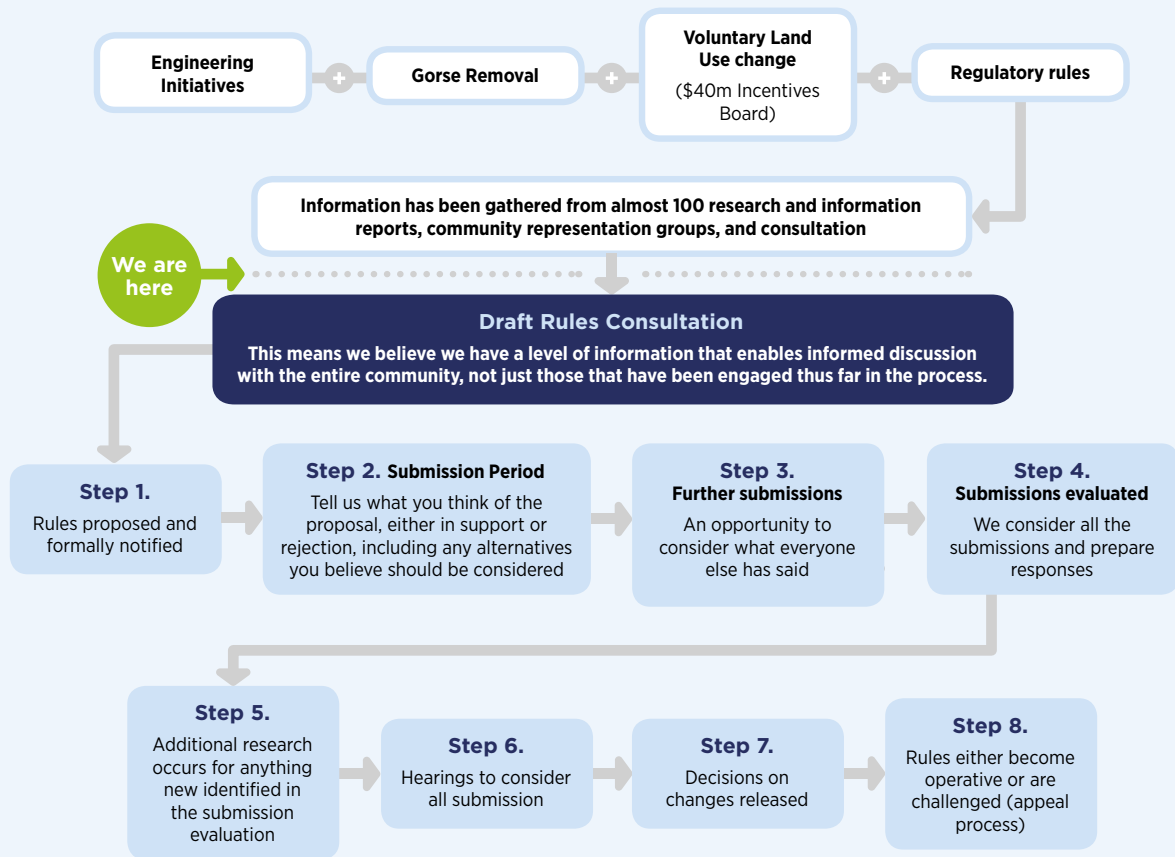 Engineering
Initiatives
+
Gorse Removal
+
Voluntary Land
Use change
($40m Incentives
Board)
+
Regulatory rules
Information has been gathered from almost 100 research and information
reports, community representation groups, and consultation
We are
here
Draft Rules Consultation
This means we believe we have a level of information that enables informed discussion
with the entire community, not just those that have been engaged thus far in the process.
Step 1.
Rules proposed and
formally notified
Step 2. Submission Period
Tell us what you think of the
proposal, either in support or
rejection, including any alternatives
you believe should be considered
Step 3.
Further submissions
An opportunity to
consider what everyone
else has said
Step 4.
Submissions evaluated
We consider all the
submissions and prepare
responses
Step 5.
Additional research
occurs for anything
new identified in
the submission
evaluation
Step 6.
Hearings to consider
all submission
Step 7.
Decisions on
changes released
Step 8.
Rules either become
operative or are
challenged (appeal
process)